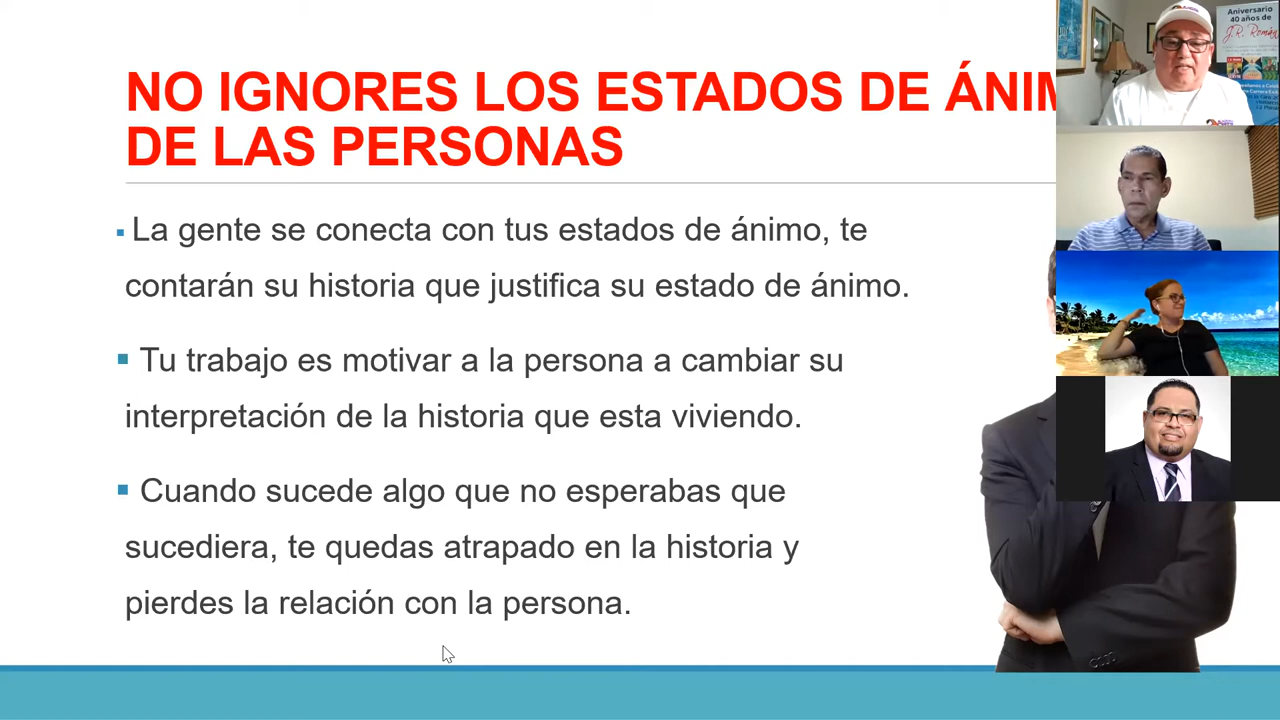 NO IGNORES LOS ESTADOS DE ÁNIM
DE LAS PERSONAS
▪ La gente se conecta con tus estados de ánimo, te
contarán su historia que justifica su estado de ánimo.
▪ Tu trabajo es motivar a la persona a cambiar su
interpretación de la historia que esta viviendo.
▪ Cuando sucede algo que no esperabas que
sucediera, te quedas atrapado en la historia y
pierdes la relación con la persona.
Aniversario
40 años de
J.R. Román